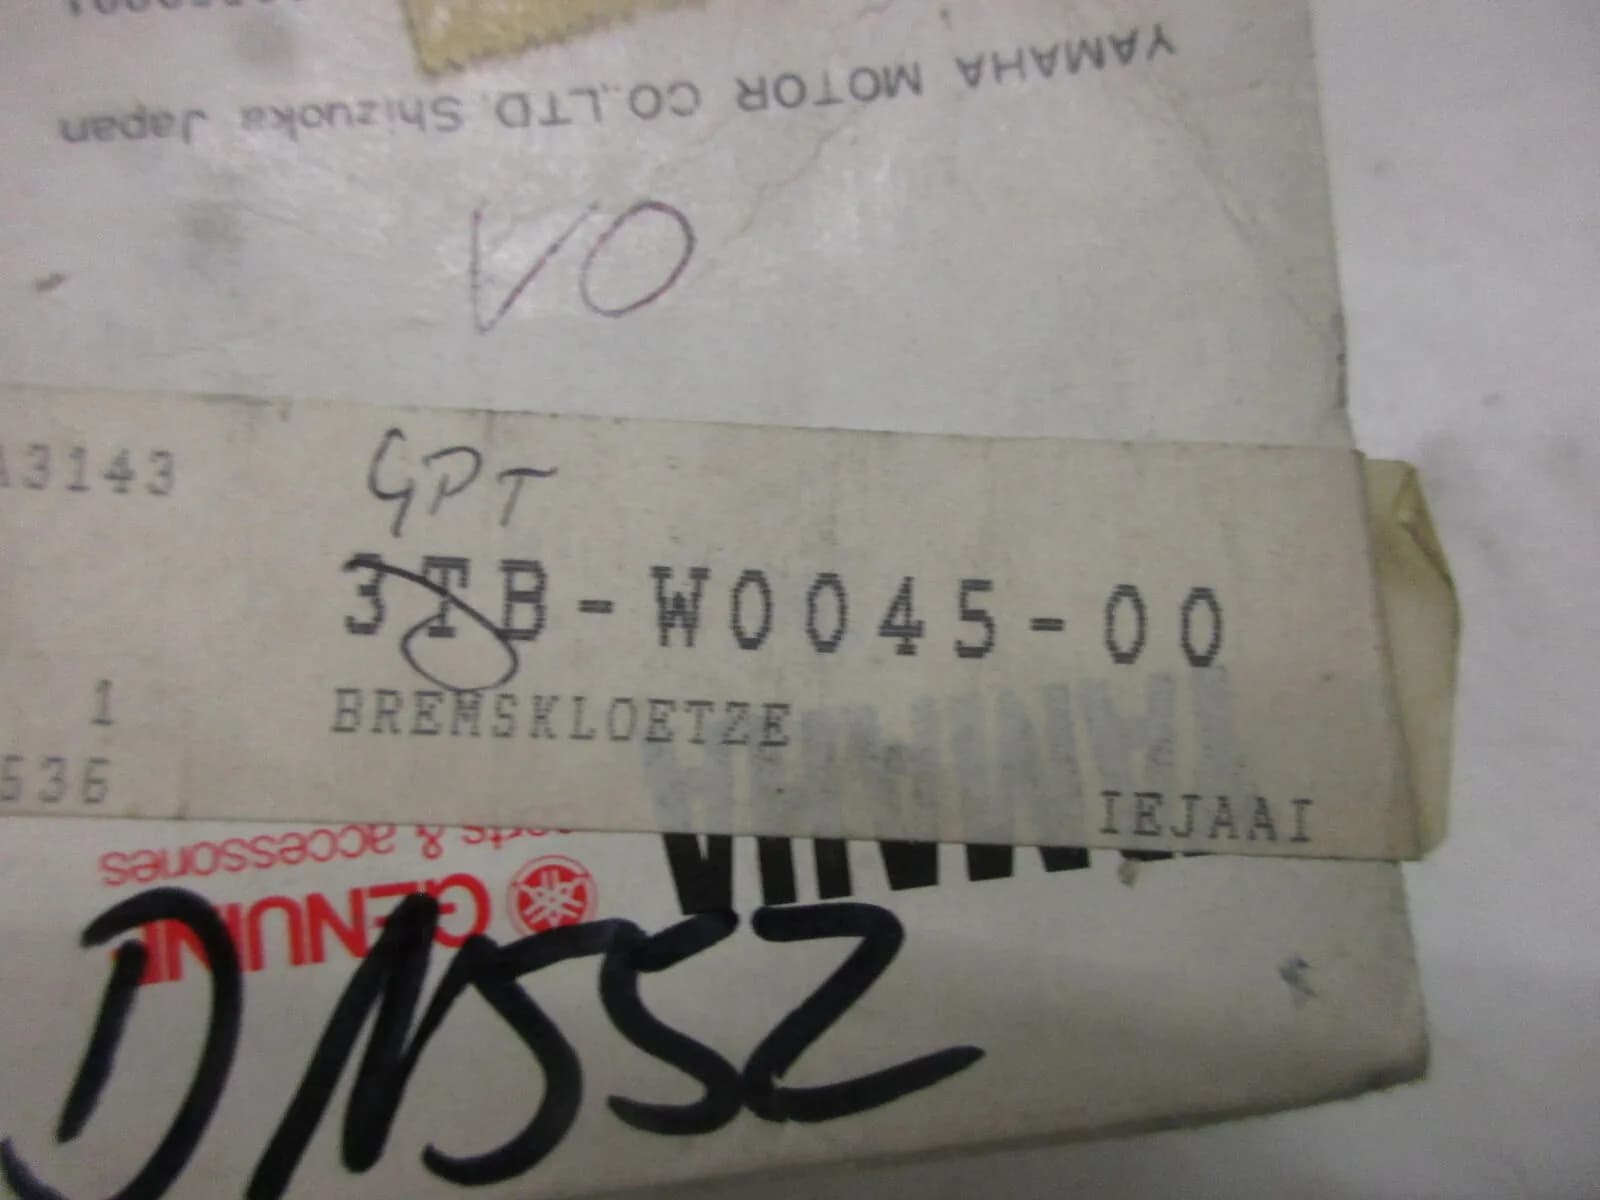 YAMAHA MOTOR CO.,LTD. Shizuoka Japan
VO
A3143
GPT
3TB-W0045-00
1
BREMSKLOETZE
536
IEJAAI
YAMAHA
GENUINE
parts & accessories